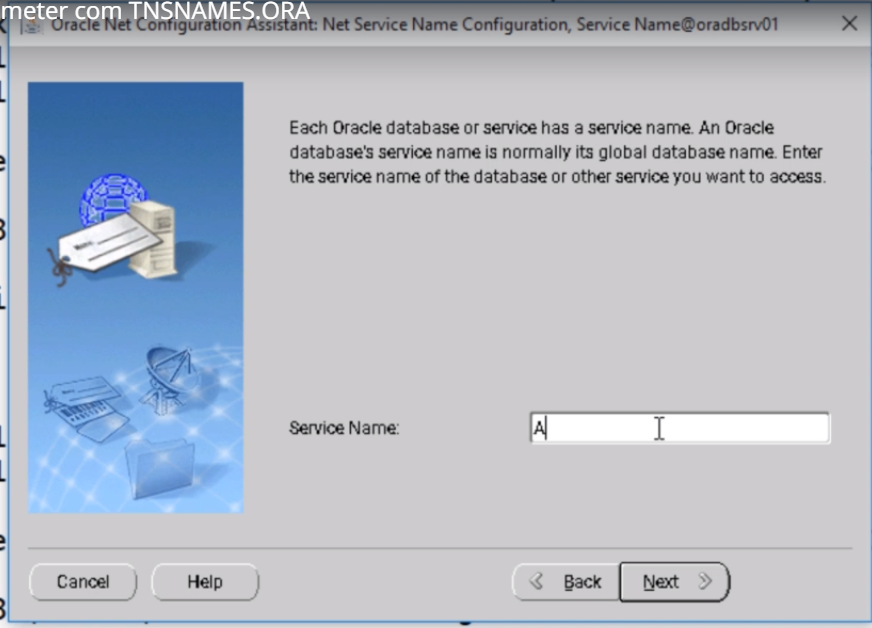 meter com TNSNAMES.ORA
Oracle Net Configuration Assistant: Net Service Name Configuration, Service Name@oradbsrv01
Each Oracle database or service has a service name. An Oracle
database's service name is normally its global database name. Enter
the service name of the database or other service you want to access.
Service Name:
A
Cancel
Help
Back
Next